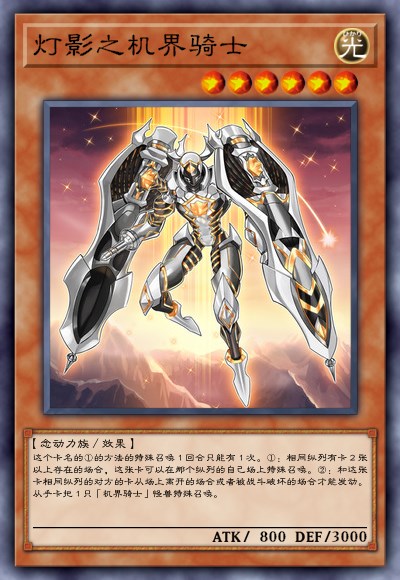 灯影之机界骑士
ひかり
光
【念动力族／效果】
这个卡名的①的方法的特殊召唤1回合只能有1次。①：相同纵列有卡2张
以上存在的场合，这张卡可以在那个纵列的自己场上特殊召唤。②：和这张
卡相同纵列的对方的卡从场上离开的场合或者被战斗破坏的场合才能发动。
从手卡把1只「机界骑士」怪兽特殊召唤。
ATK/ 800 DEF/3000